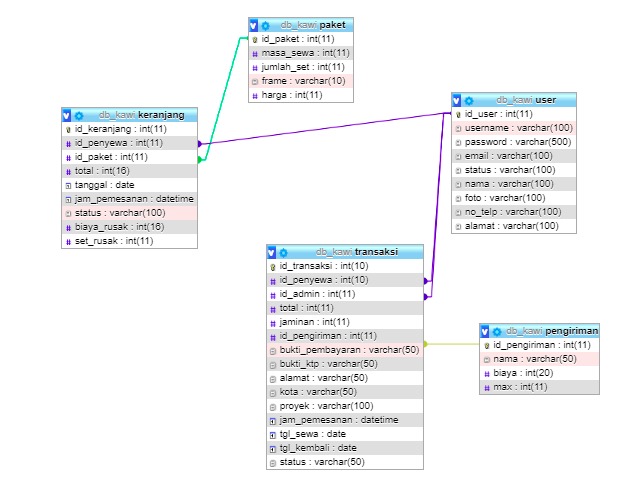 db_kawi paket
id_paket : int(11)
masa_sewa : int(11)
jumlah_set : int(11)
frame : varchar(10)
harga : int(11)
db_kawi keranjang
id_keranjang : int(11)
id_penyewa : int(11)
id_paket : int(11)
total : int(16)
tanggal : date
jam_pemesanan : datetime
status : varchar(100)
biaya_rusak : int(16)
set_rusak : int(11)
db_kawi user
id_user : int(11)
username : varchar(100)
password : varchar(500)
email : varchar(100)
status : varchar(100)
nama : varchar(100)
foto : varchar(100)
no_telp : varchar(100)
alamat : varchar(100)
db_kawi transaksi
id_transaksi : int(10)
id_penyewa : int(10)
id_admin : int(11)
total : int(11)
jaminan : int(11)
id_pengiriman : int(11)
bukti_pembayaran : varchar(50)
bukti_ktp : varchar(50)
alamat : varchar(50)
kota : varchar(50)
proyek : varchar(100)
jam_pemesanan : datetime
tgl_sewa : date
tgl_kembali : date
status : varchar(50)
db_kawi pengiriman
id_pengiriman : int(11)
nama : varchar(50)
biaya : int(20)
max : int(11)